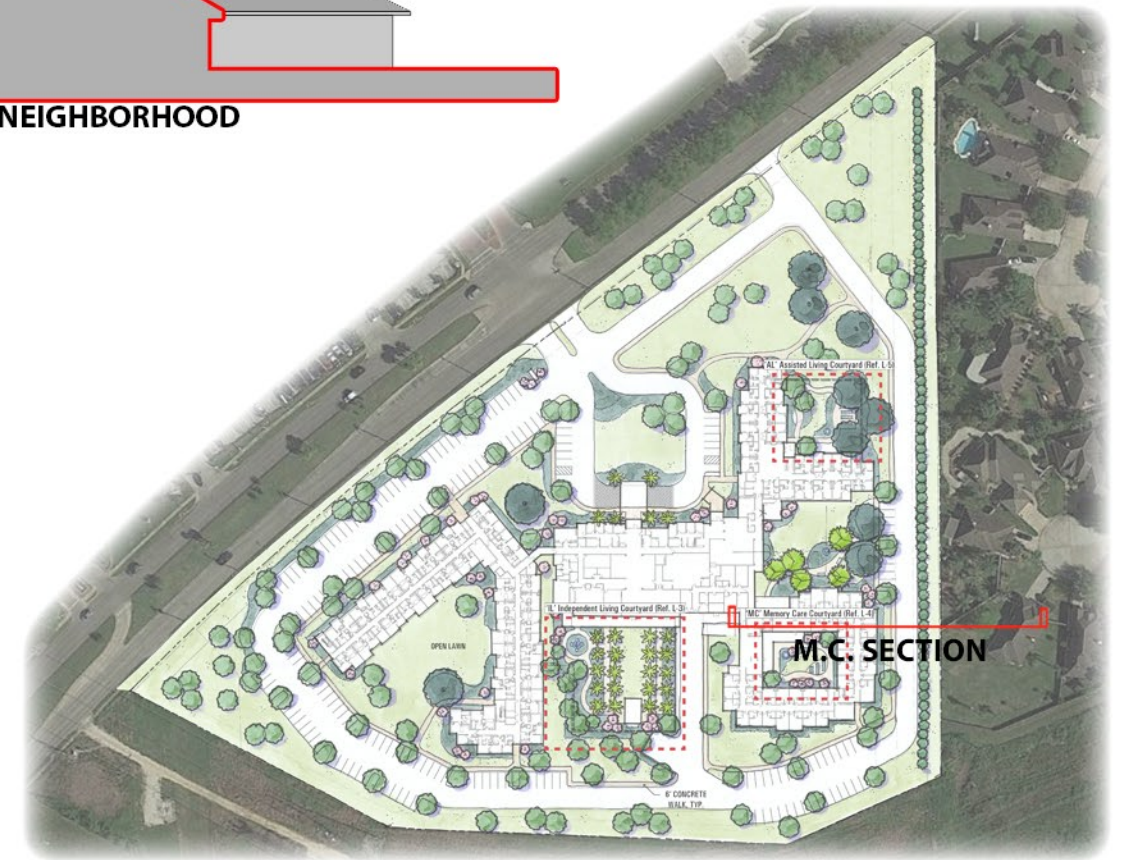 NEIGHBORHOOD
'AL' Assisted Living Courtyard (Ref. L-5)
'IL' Independent Living Courtyard (Ref. L-3)
'MC' Memory Care Courtyard (Ref. L-4)
M.C. SECTION
OPEN LAWN
6' CONCRETE
WALK, TYP.